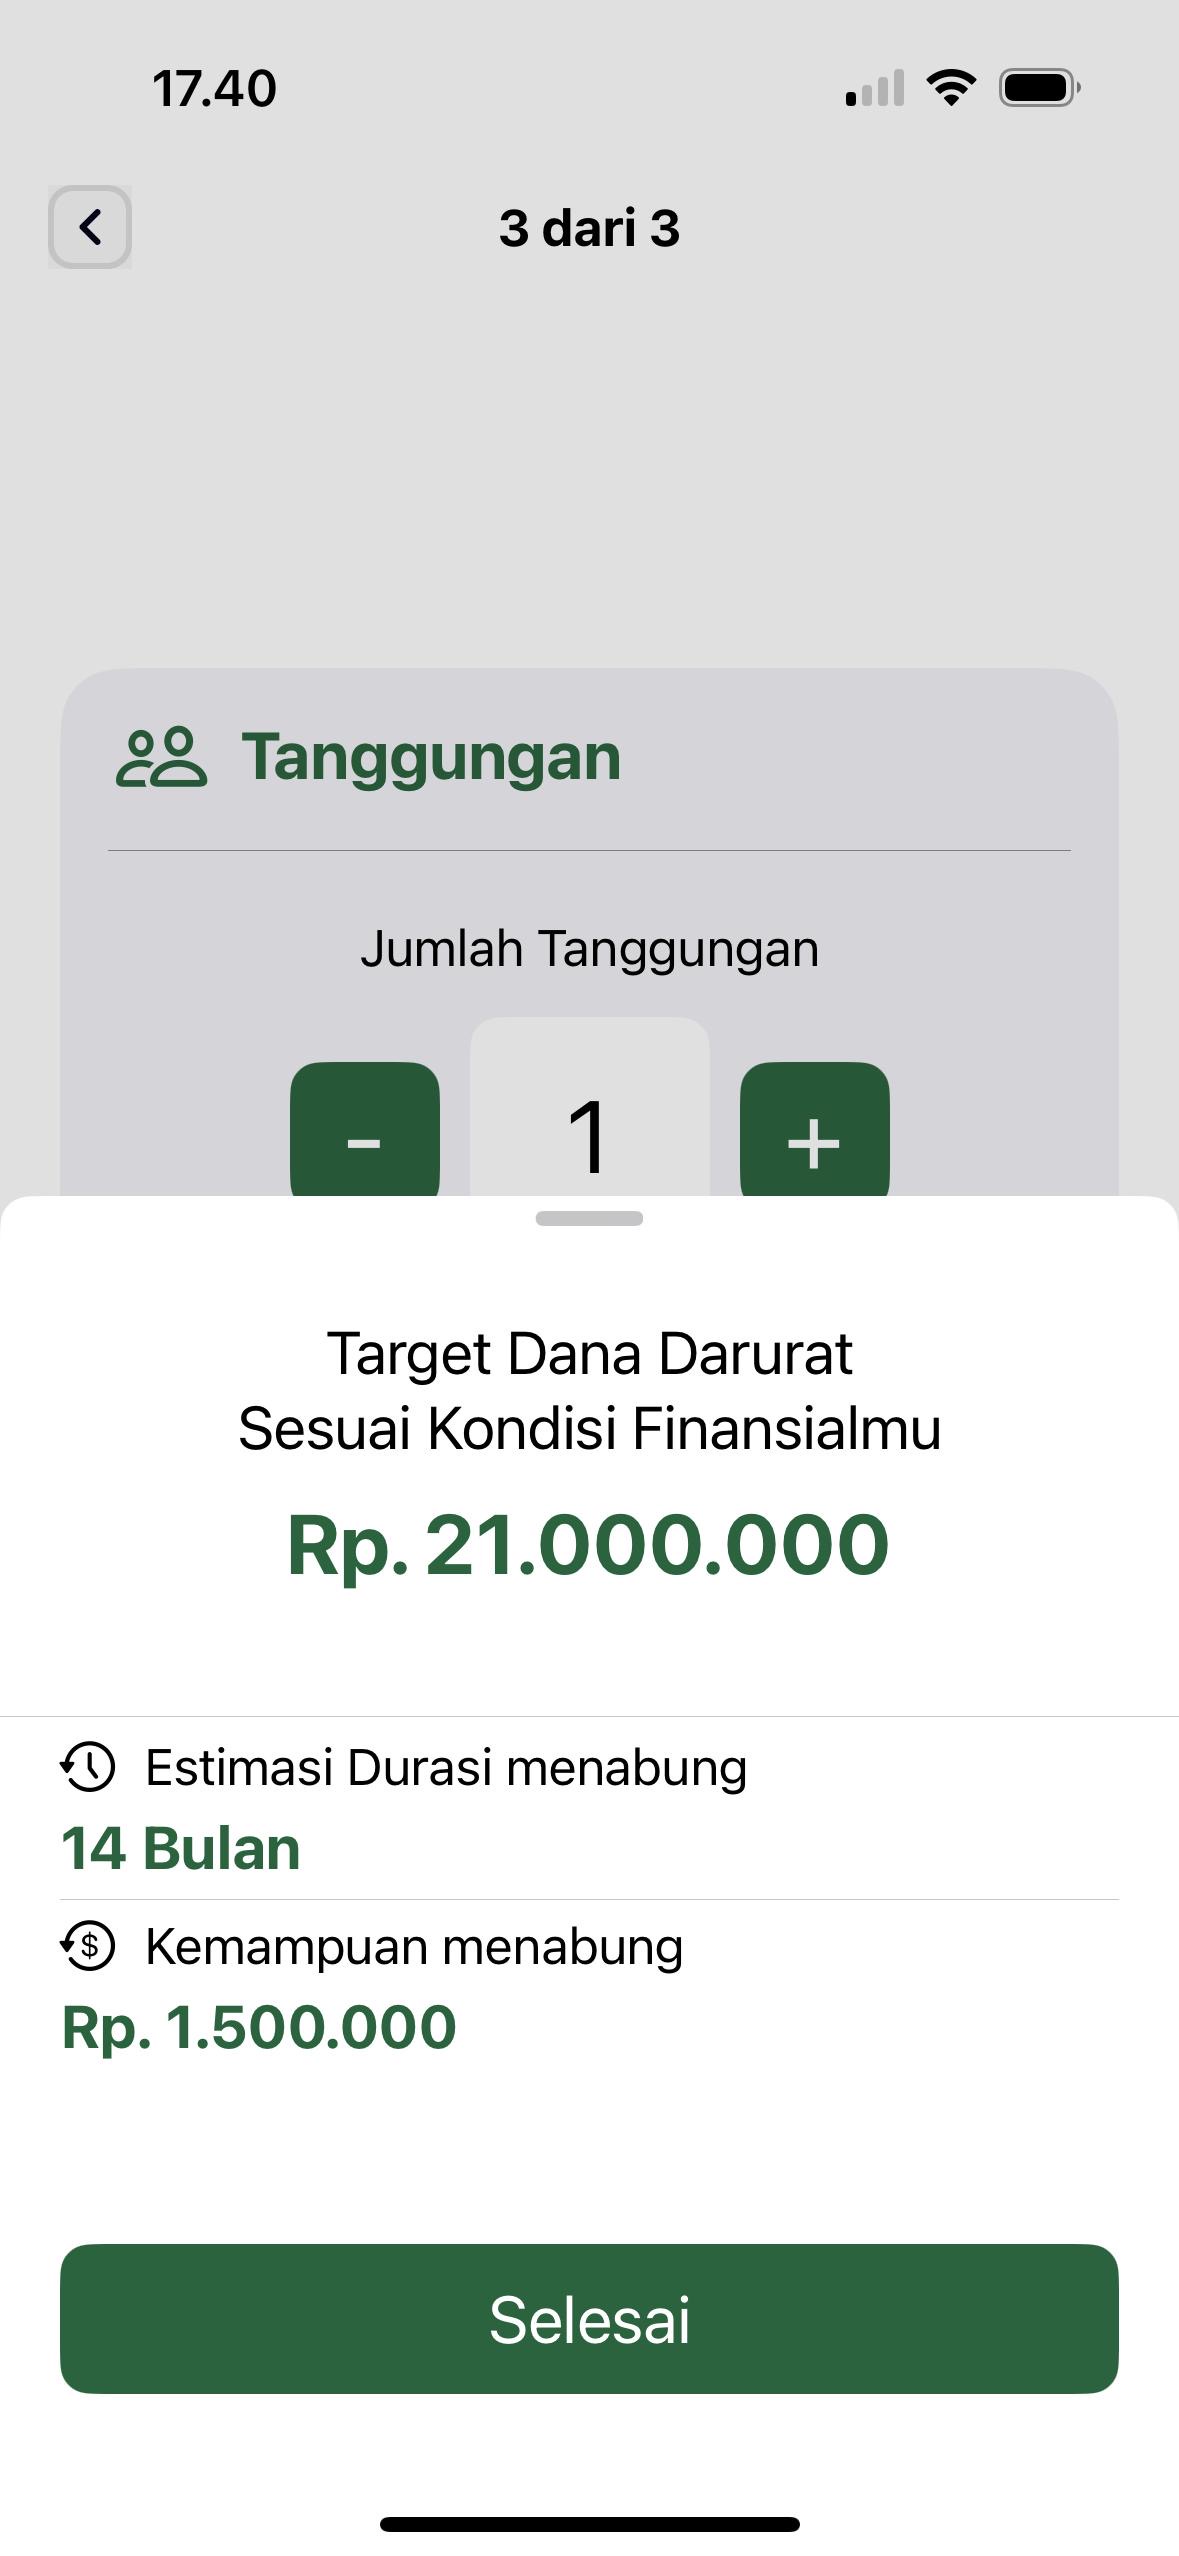 17.40
3 dari 3
Tanggungan
Jumlah Tanggungan
- 1 +
Target Dana Darurat
Sesuai Kondisi Finansialmu
Rp. 21.000.000
Estimasi Durasi menabung
14 Bulan
$ Kemampuan menabung
Rp. 1.500.000
Selesai